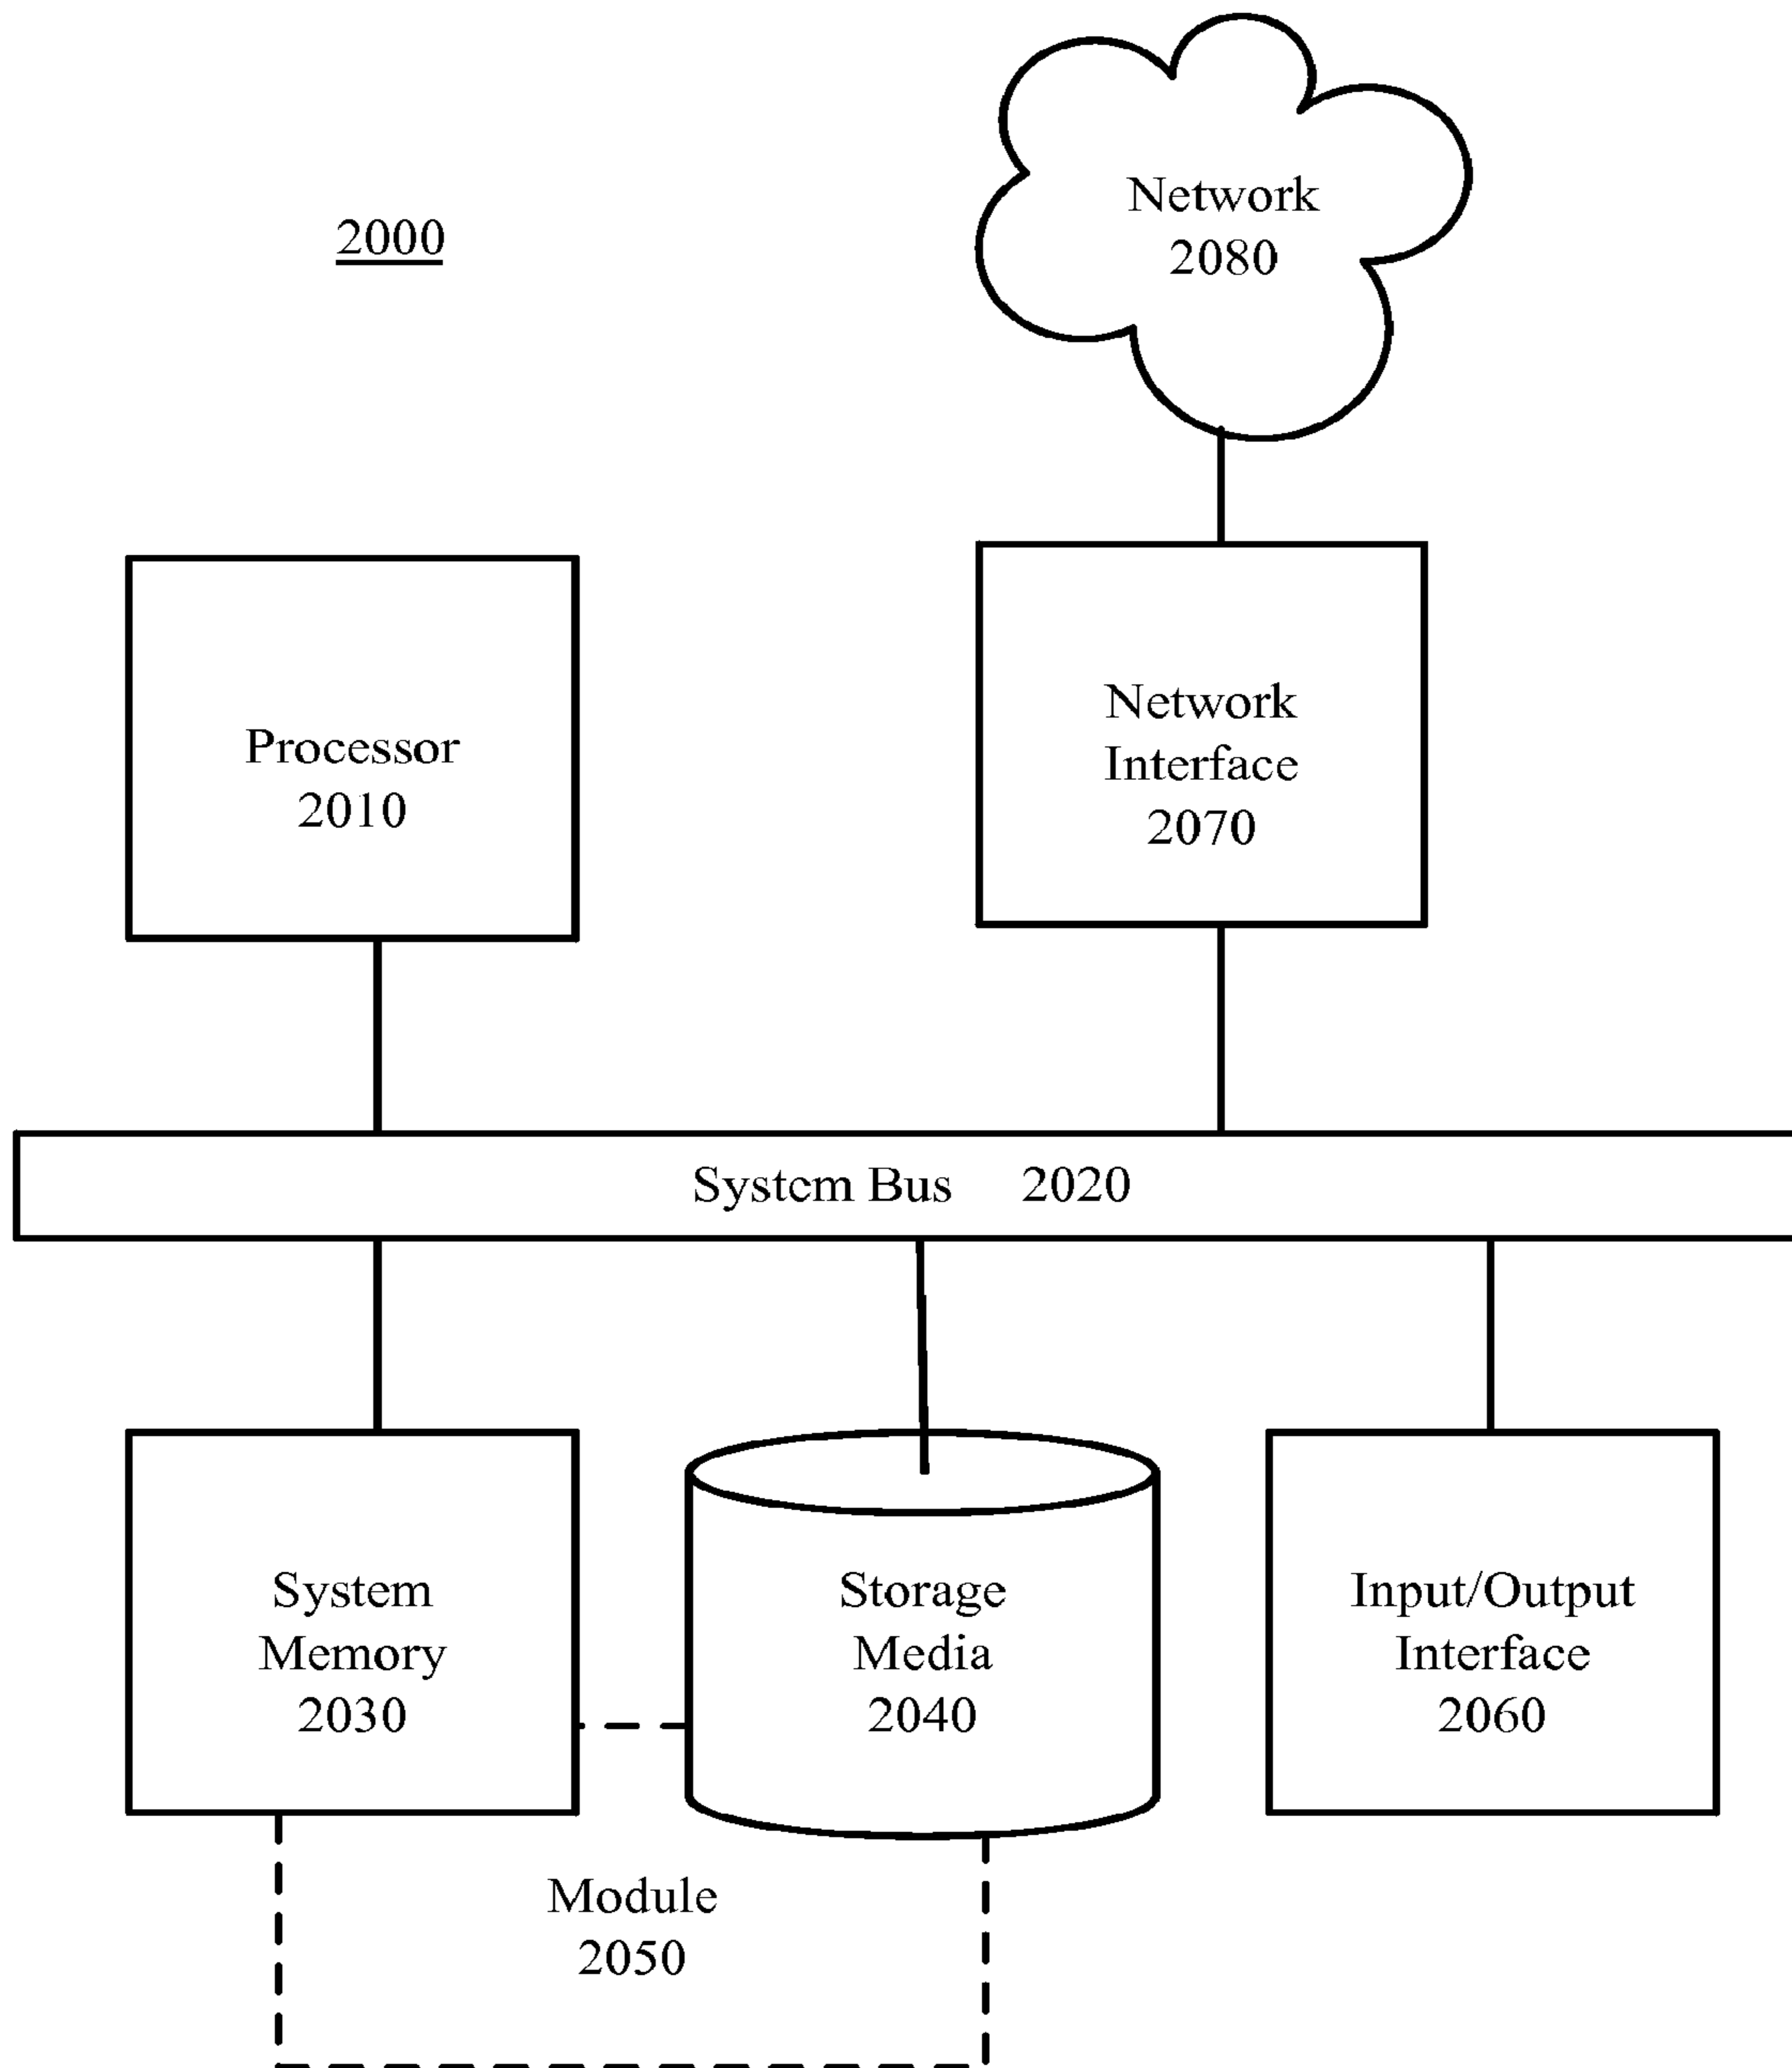 2000
Network
2080
Processor
2010
Network
Interface
2070
System Bus 2020
System
Memory
2030
Storage
Media
2040
Input/Output
Interface
2060
Module
2050